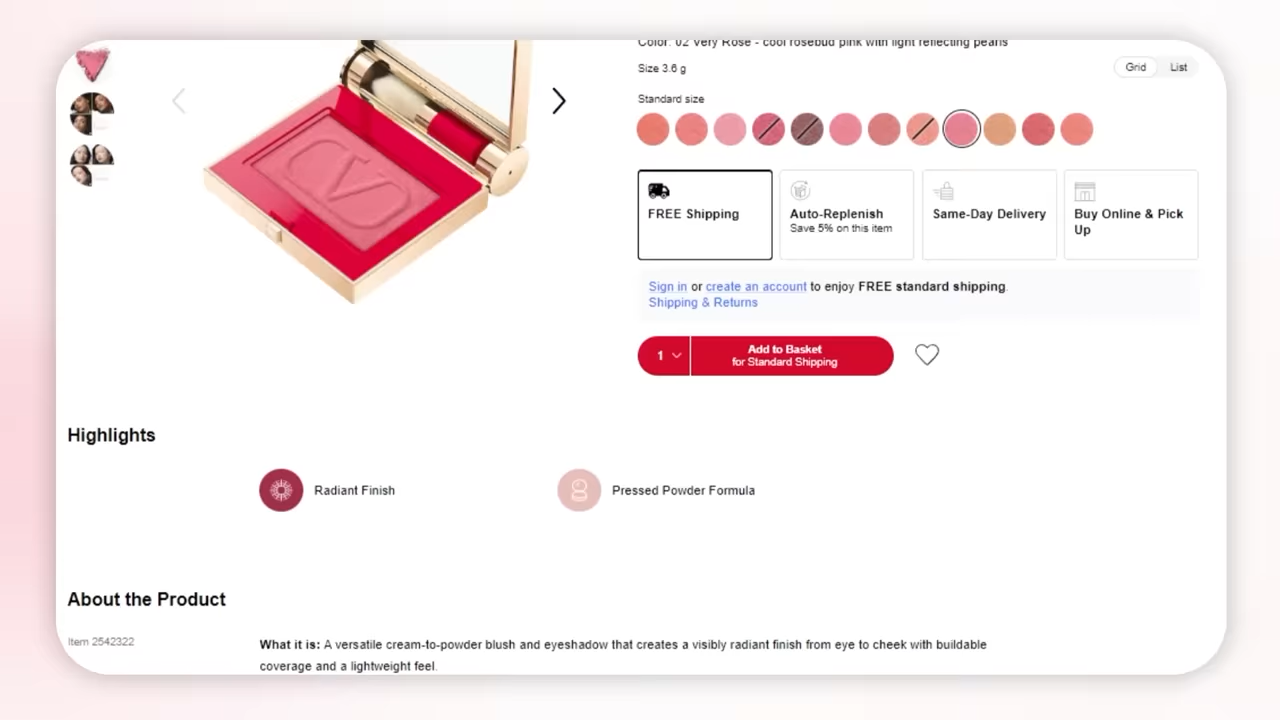 Color: 02 Very Rose - cool rosebud pink with light reflecting pearls
Size 3.6 g
Grid
List
Standard size
FREE Shipping
Auto-Replenish
Save 5% on this item
Same-Day Delivery
Buy Online & Pick
Up
Sign in or create an account to enjoy FREE standard shipping.
Shipping & Returns
1
Add to Basket
for Standard Shipping
Highlights
Radiant Finish
Pressed Powder Formula
About the Product
Item 2542322
What it is: A versatile cream-to-powder blush and eyeshadow that creates a visibly radiant finish from eye to cheek with buildable
coverage and a lightweight feel.